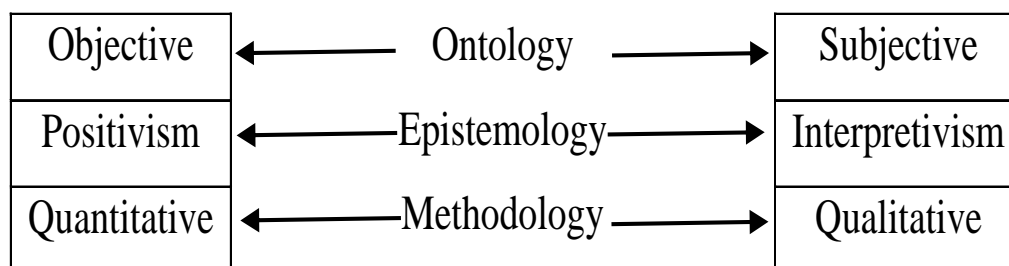 Objective Ontology Subjective
Positivism Epistemology Interpretivism
Quantitative Methodology Qualitative